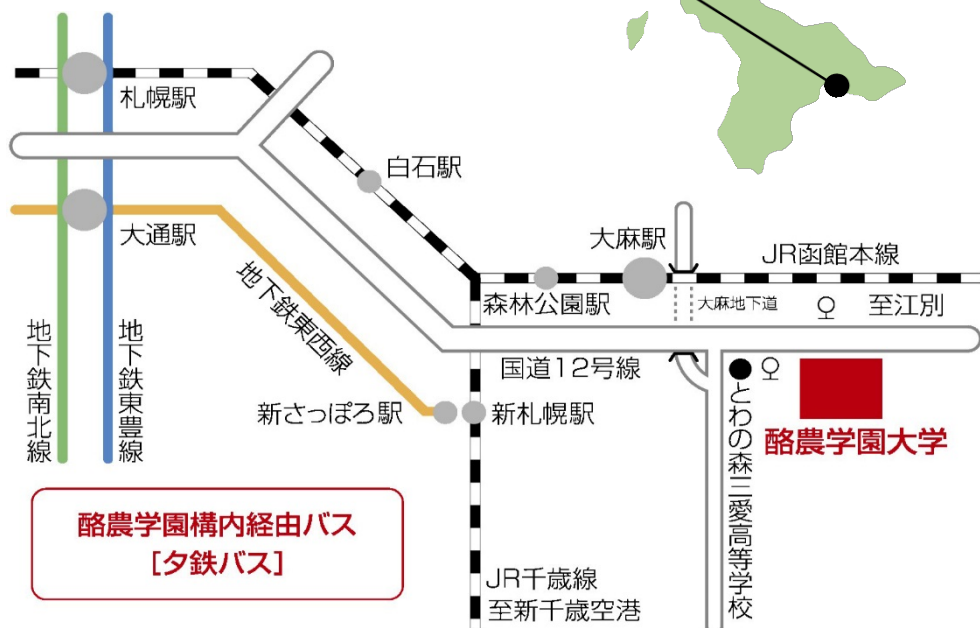 札幌駅
白石駅
大通駅
大麻駅
JR函館本線
地下鉄東西線
森林公園駅
大麻地下道
至江別
地下鉄南北線
地下鉄東豊線
国道12号線
新さっぽろ駅
新札幌駅
とわの森三愛高等学校
酪農学園大学
酪農学園構内経由バス
[夕鉄バス]
JR千歳線
至新千歳空港